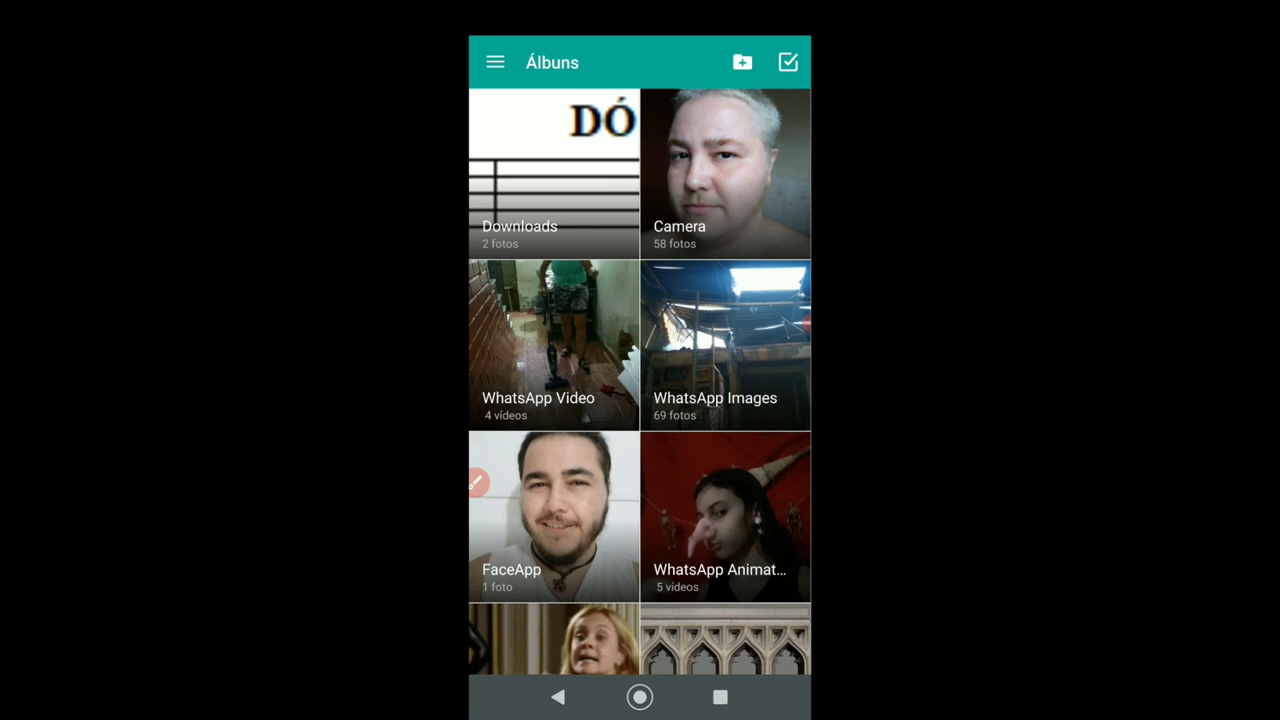 Álbuns
DÓ
Downloads
2 fotos
Camera
58 fotos
WhatsApp Video
4 vídeos
WhatsApp Images
69 fotos
FaceApp
1 foto
WhatsApp Animat...
5 vídeos